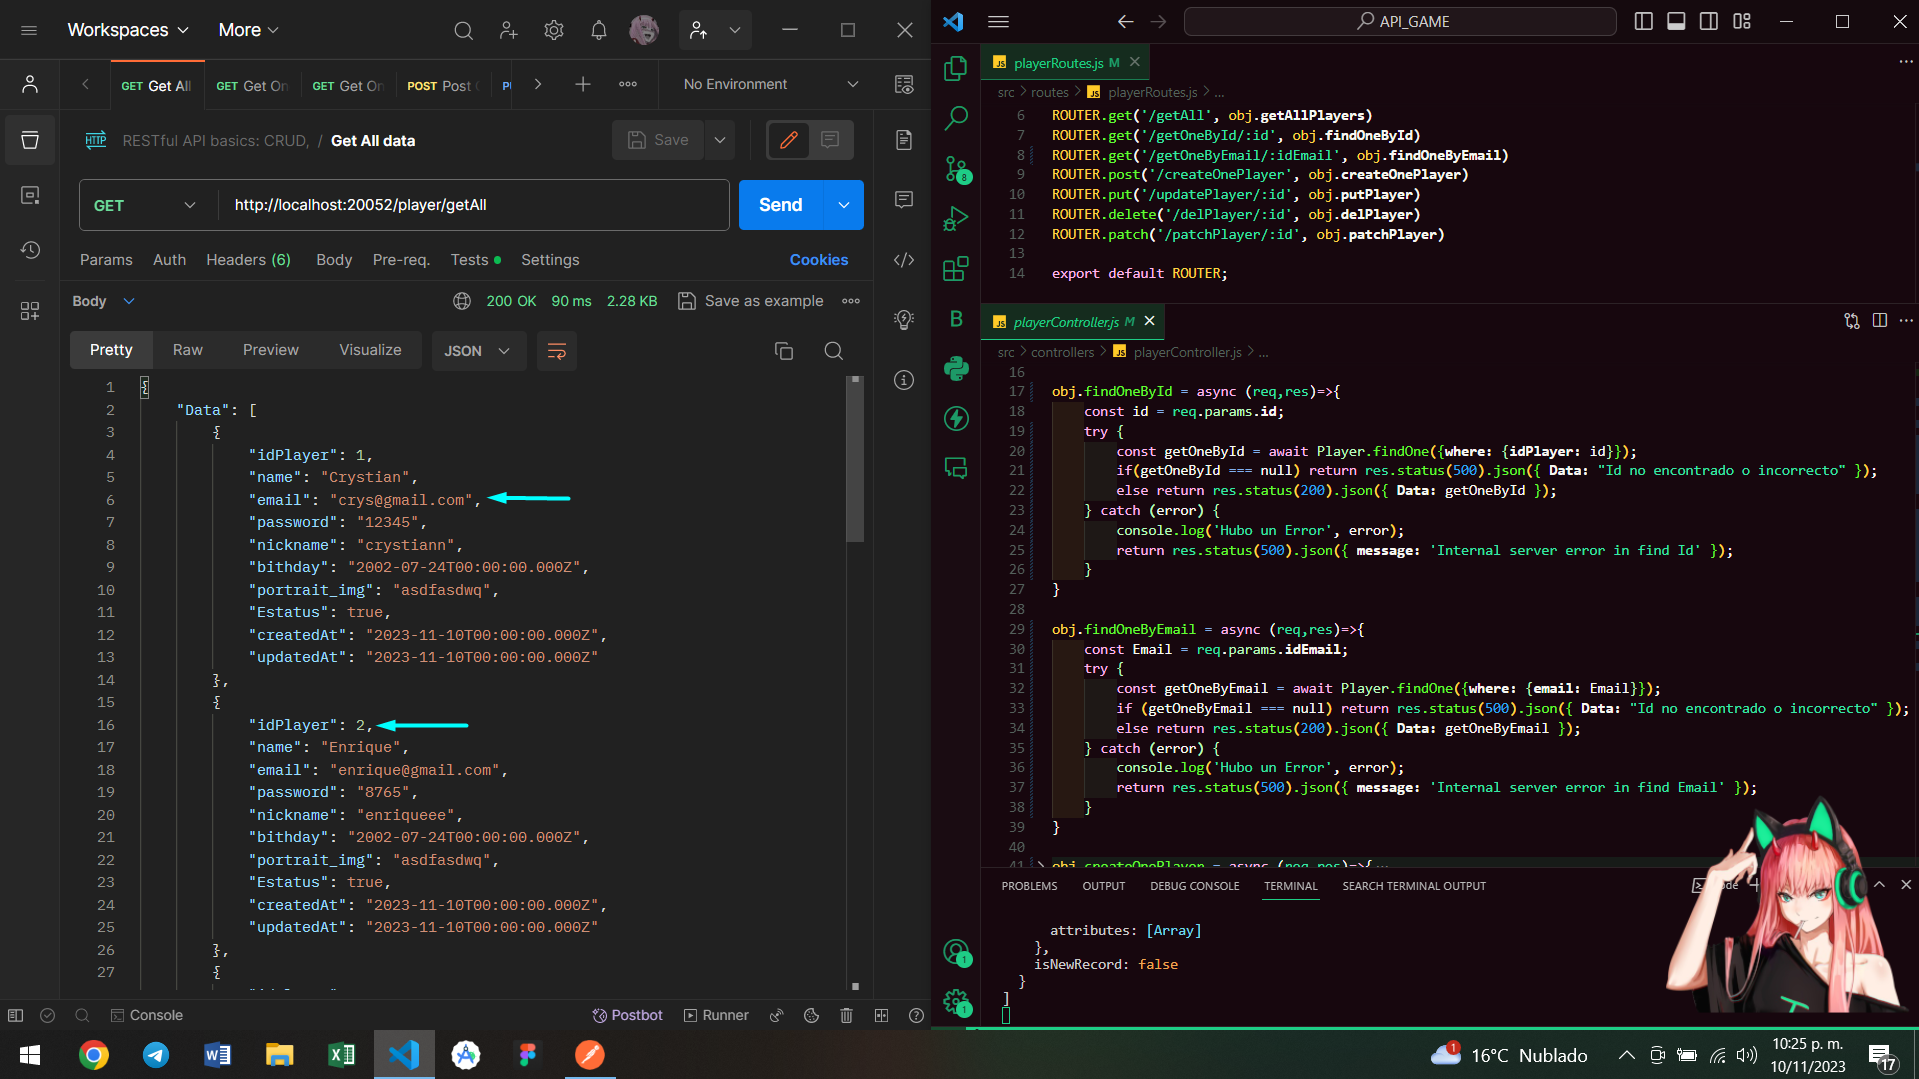 Workspaces
More
GET Get All
GET Get On
GET Get On
POST Post
No Environment
RESTful API basics: CRUD, / Get All data
Save
GET
http://localhost:20052/player/getAll
Send
Params
Auth
Headers (6)
Body
Pre-req.
Tests
Settings
Cookies
Body
200 OK
90 ms
2.28 KB
Save as example
Pretty
Raw
Preview
Visualize
JSON
1 {
2 "Data": [
3 {
4 "idPlayer": 1,
5 "name": "Crystian",
6 "email": "crys@gmail.com",
7 "password": "12345",
8 "nickname": "crystiann",
9 "bithday": "2002-07-24T00:00:00.000Z",
10 "portrait_img": "asdfasdwq",
11 "Estatus": true,
12 "createdAt": "2023-11-10T00:00:00.000Z",
13 "updatedAt": "2023-11-10T00:00:00.000Z"
14 },
15 {
16 "idPlayer": 2,
17 "name": "Enrique",
18 "email": "enrique@gmail.com",
19 "password": "8765",
20 "nickname": "enriqueee",
21 "bithday": "2002-07-24T00:00:00.000Z",
22 "portrait_img": "asdfasdwq",
23 "Estatus": true,
24 "createdAt": "2023-11-10T00:00:00.000Z",
25 "updatedAt": "2023-11-10T00:00:00.000Z"
26 },
27 {
Console
Postbot
Runner
API_GAME
JS playerRoutes.js M
src > routes > JS playerRoutes.js > ...
6 ROUTER.get('/getAll', obj.getAllPlayers)
7 ROUTER.get('/getOneById/:id', obj.findOneById)
8 ROUTER.get('/getOneByEmail/:idEmail', obj.findOneByEmail)
9 ROUTER.post('/createOnePlayer', obj.createOnePlayer)
10 ROUTER.put('/updatePlayer/:id', obj.putPlayer)
11 ROUTER.delete('/delPlayer/:id', obj.delPlayer)
12 ROUTER.patch('/patchPlayer/:id', obj.patchPlayer)
13
14 export default ROUTER;
JS playerController.js M
src > controllers > JS playerController.js > ...
16
17 obj.findOneById = async (req,res)=>{
18 const id = req.params.id;
19 try {
20 const getOneById = await Player.findOne({where: {idPlayer: id}});
21 if(getOneById === null) return res.status(500).json({ Data: "Id no encontrado o incorrecto" });
22 else return res.status(200).json({ Data: getOneById });
23 } catch (error) {
24 console.log('Hubo un Error', error);
25 return res.status(500).json({ message: 'Internal server error in find Id' });
26 }
27 }
28
29 obj.findOneByEmail = async (req,res)=>{
30 const Email = req.params.idEmail;
31 try {
32 const getOneByEmail = await Player.findOne({where: {email: Email}});
33 if (getOneByEmail === null) return res.status(500).json({ Data: "Id no encontrado o incorrecto" });
34 else return res.status(200).json({ Data: getOneByEmail });
35 } catch (error) {
36 console.log('Hubo un Error', error);
37 return res.status(500).json({ message: 'Internal server error in find Email' });
38 }
39 }
40
41 obj.createOnePlayer = async (req,res)=>{ ...
PROBLEMS
OUTPUT
DEBUG CONSOLE
TERMINAL
SEARCH TERMINAL OUTPUT
attributes: [Array]
},
isNewRecord: false
}
]
8
B
1
1
1
16°C Nublado
10:25 p. m.
10/11/2023
17